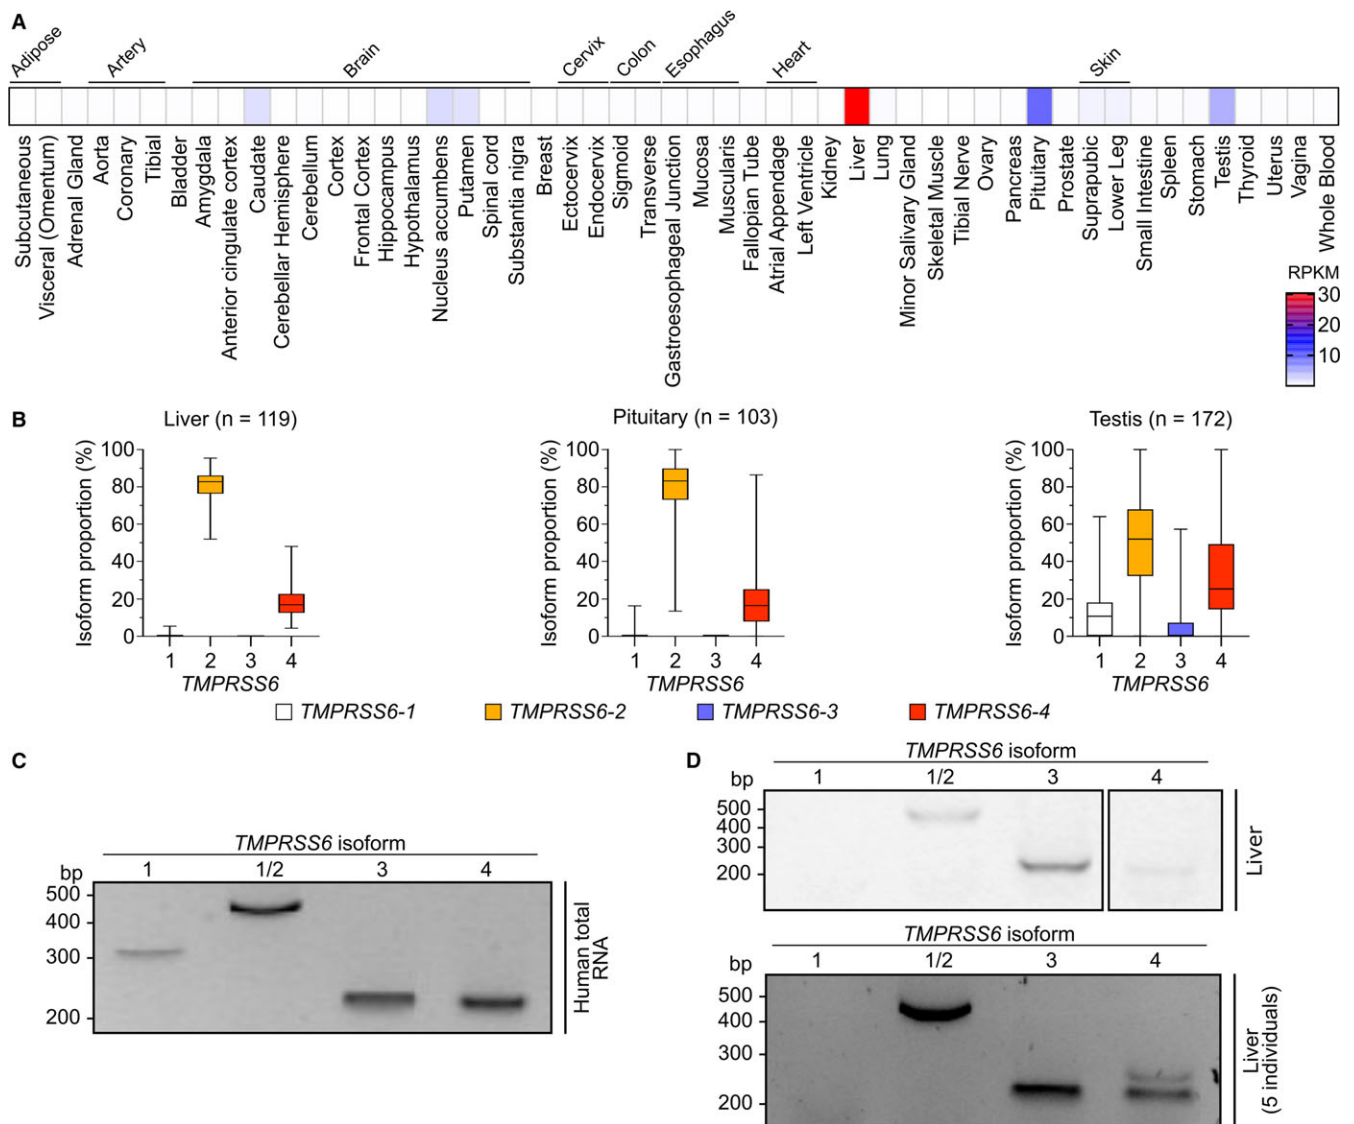 A
Adipose
Artery
Brain
Cervix
Colon
Esophagus
Heart
Skin
Subcutaneous
Visceral (Omentum)
Adrenal Gland
Aorta
Coronary
Tibial
Bladder
Amygdala
Anterior cingulate cortex
Caudate
Cerebellar Hemisphere
Cerebellum
Cortex
Frontal Cortex
Hippocampus
Hypothalamus
Nucleus accumbens
Putamen
Spinal cord
Substantia nigra
Breast
Ectocervix
Endocervix
Sigmoid
Transverse
Gastroesophageal Junction
Mucosa
Muscularis
Fallopian Tube
Atrial Appendage
Left Ventricle
Kidney
Liver
Lung
Minor Salivary Gland
Skeletal Muscle
Tibial Nerve
Ovary
Pancreas
Pituitary
Prostate
Suprapubic
Lower Leg
Small Intestine
Spleen
Stomach
Testis
Thyroid
Uterus
Vagina
Whole Blood
RPKM
30
20
10
B
Liver (n = 119)
Isoform proportion (%)
100
80
60
40
20
0
1 2 3 4
TMPRSS6
Pituitary (n = 103)
Isoform proportion (%)
100
80
60
40
20
0
1 2 3 4
TMPRSS6
Testis (n = 172)
Isoform proportion (%)
100
80
60
40
20
0
1 2 3 4
TMPRSS6
TMPRSS6-1 TMPRSS6-2 TMPRSS6-3 TMPRSS6-4
C
TMPRSS6 isoform
bp 1 1/2 3 4
500
400
300
200
Human total
RNA
D
TMPRSS6 isoform
bp 1 1/2 3 4
500
400
300
200
Liver
TMPRSS6 isoform
bp 1 1/2 3 4
500
400
300
200
Liver
(5 individuals)